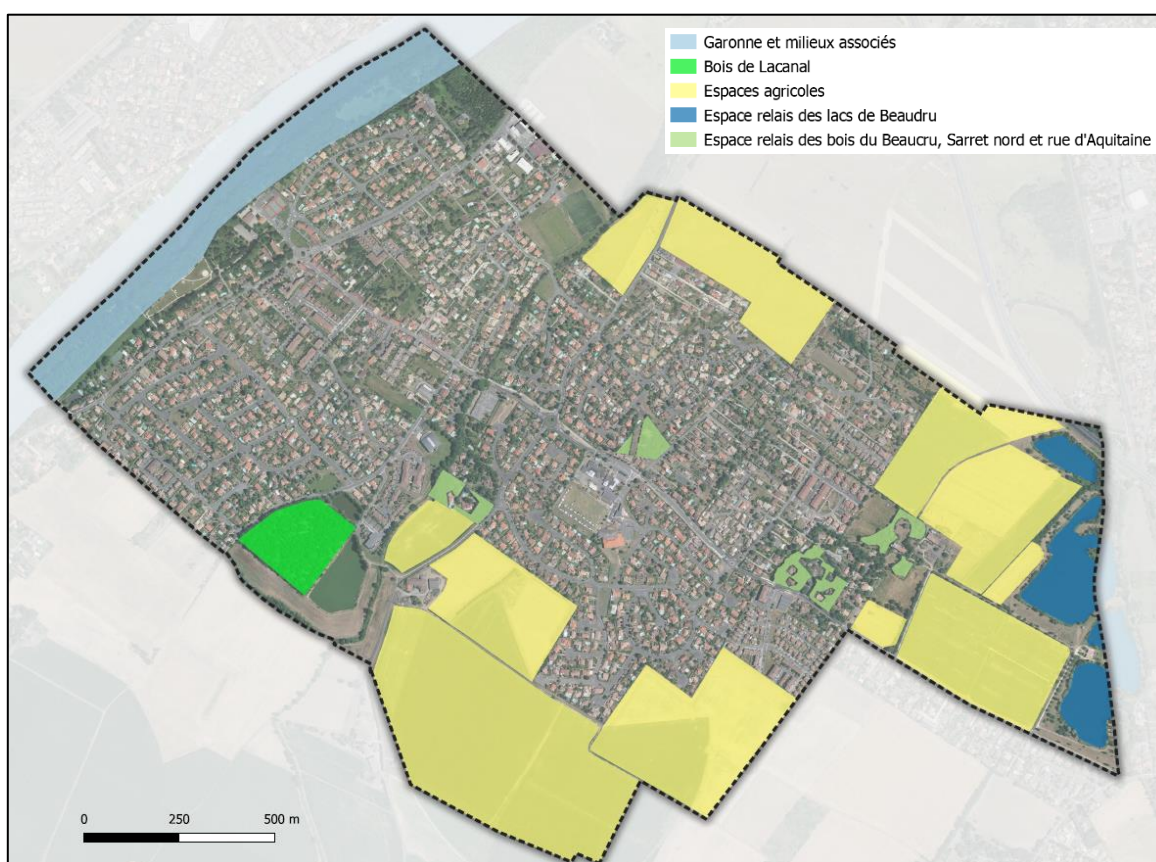 Garonne et milieux associés
Bois de Lacanal
Espaces agricoles
Espace relais des lacs de Beaudru
Espace relais des bois du Beaucru, Sarret nord et rue d'Aquitaine
0 250 500 m